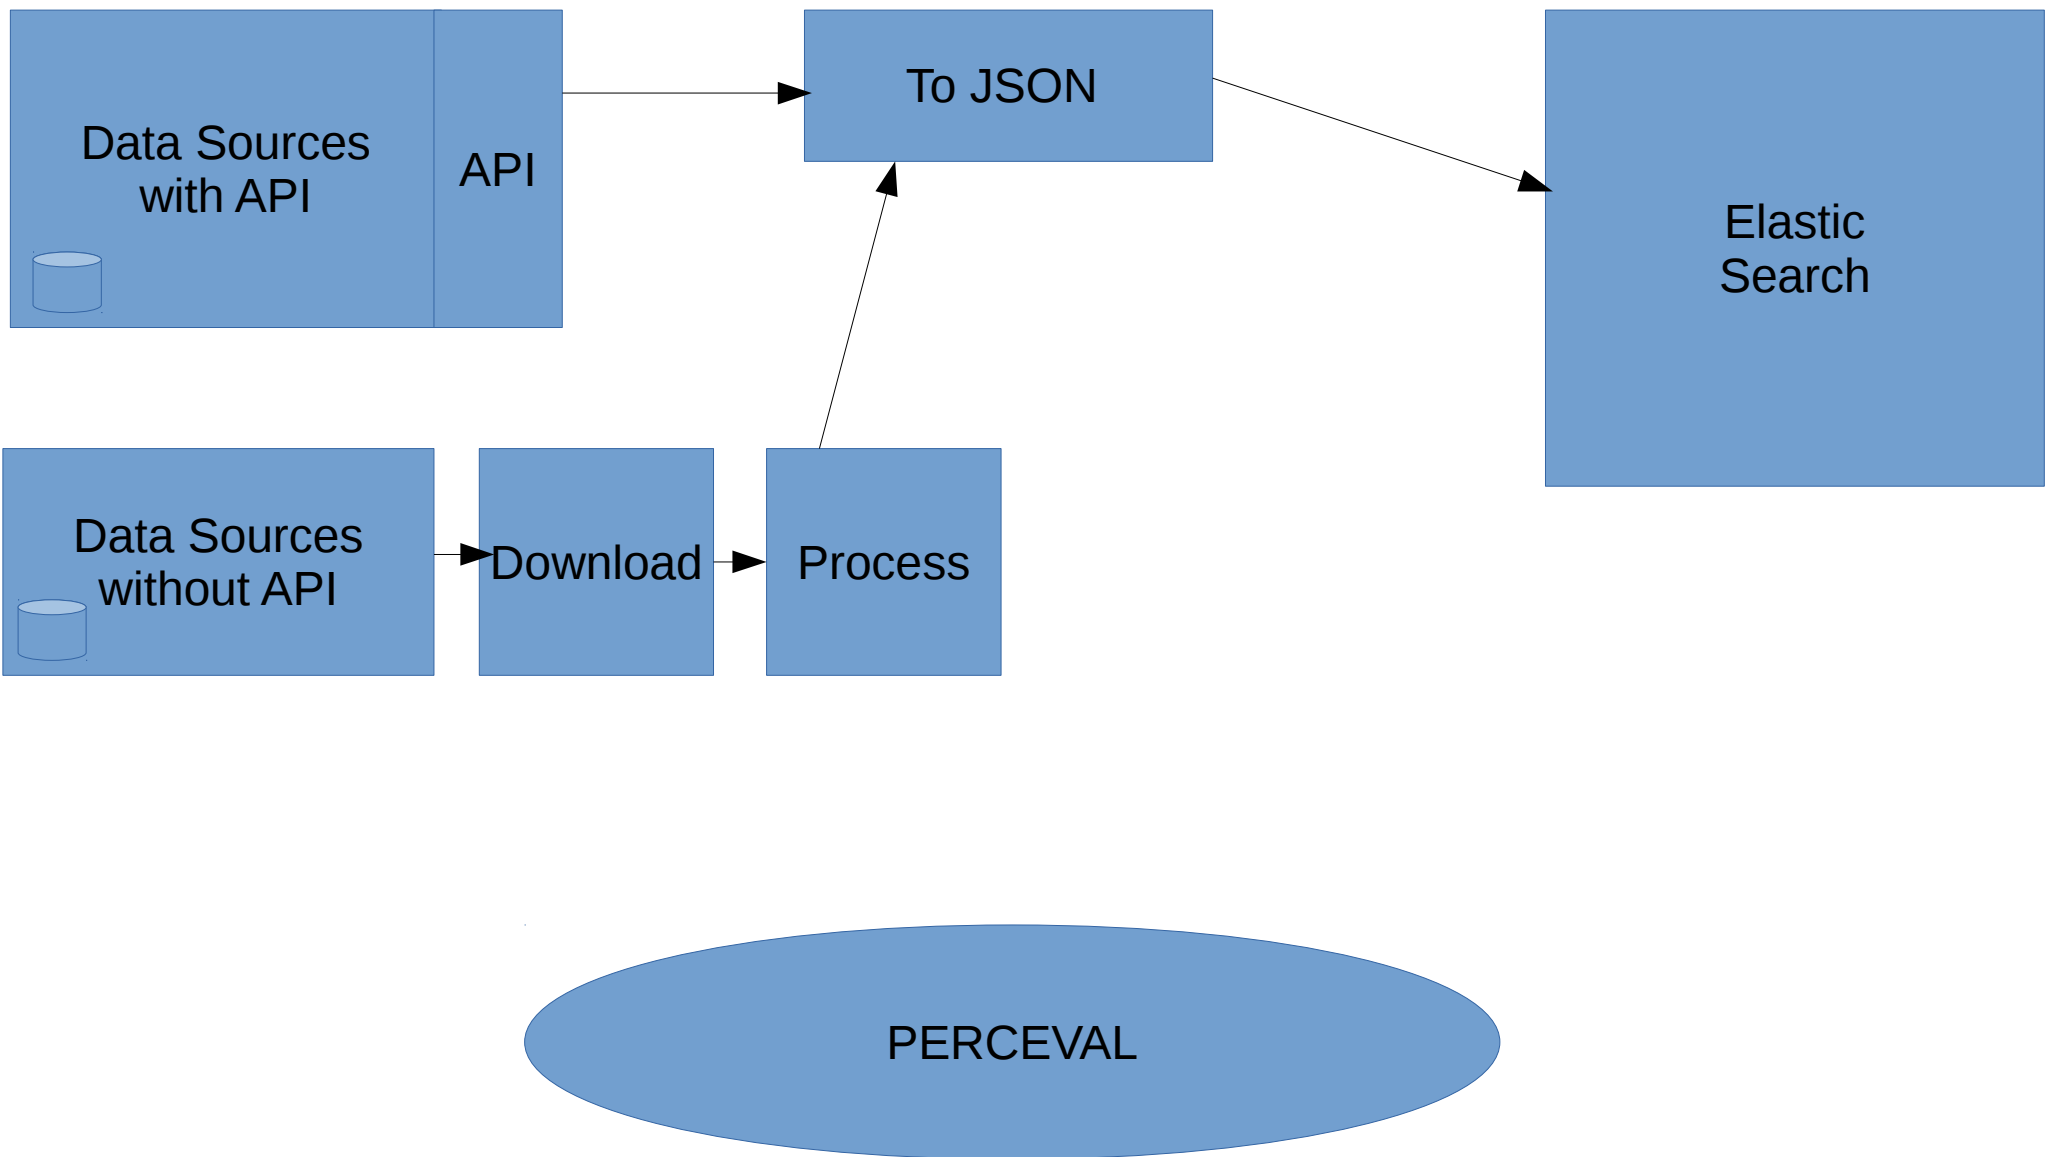 Data Sources
with API
API
To JSON
Elastic
Search
Data Sources
without API
Download
Process
PERCEVAL